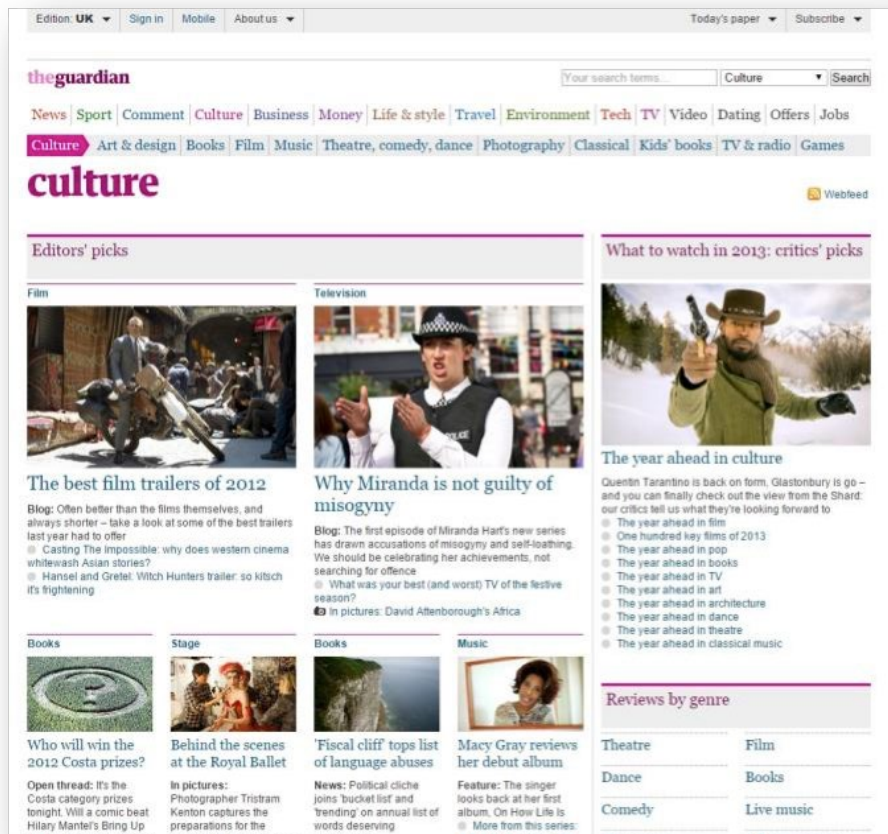 Edition: UK Sign in Mobile About us Today's paper Subscribe
theguardian
Your search terms... Culture Search
News Sport Comment Culture Business Money Life & style Travel Environment Tech TV Video Dating Offers Jobs
Culture Art & design Books Film Music Theatre, comedy, dance Photography Classical Kids' books TV & radio Games
culture
Webfeed
Editors' picks
Film
The best film trailers of 2012
Blog: Often better than the films themselves, and
always shorter – take a look at some of the best trailers
last year had to offer
Casting The Impossible: why does western cinema
whitewash Asian stories?
Hansel and Gretel: Witch Hunters trailer: so kitsch
it's frightening
Television
POLICE
Why Miranda is not guilty of
misogyny
Blog: The first episode of Miranda Hart's new series
has drawn accusations of misogyny and self-loathing.
We should be celebrating her achievements, not
searching for offence
What was your best (and worst) TV of the festive
season?
In pictures: David Attenborough's Africa
Books
Who will win the
2012 Costa prizes?
Open thread: It's the
Costa category prizes
tonight. Will a comic beat
Hilary Mantel's Bring Up
Stage
Behind the scenes
at the Royal Ballet
In pictures:
Photographer Tristram
Kenton captures the
preparations for the
Books
'Fiscal cliff' tops list
of language abuses
News: Political cliche
joins 'bucket list' and
'trending' on annual list of
words deserving
Music
Macy Gray reviews
her debut album
Feature: The singer
looks back at her first
album, On How Life Is
More from this series:
What to watch in 2013: critics' picks
The year ahead in culture
Quentin Tarantino is back on form, Glastonbury is go –
and you can finally check out the view from the Shard:
our critics tell us what they're looking forward to
The year ahead in film
One hundred key films of 2013
The year ahead in pop
The year ahead in books
The year ahead in TV
The year ahead in art
The year ahead in architecture
The year ahead in dance
The year ahead in theatre
The year ahead in classical music
Reviews by genre
Theatre Film
Dance Books
Comedy Live music